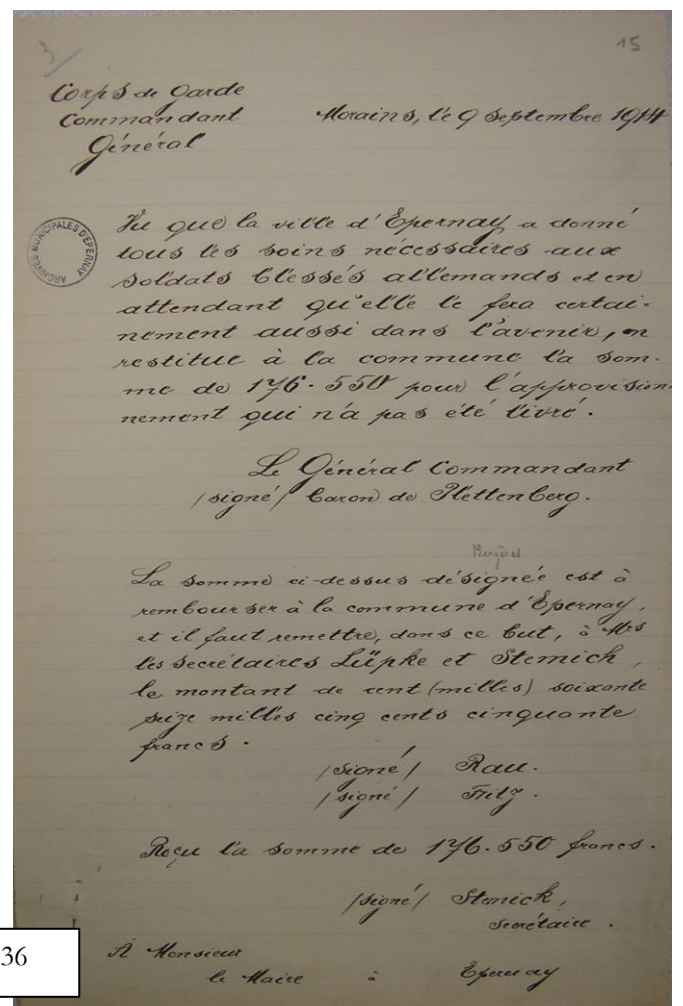 3/
15
Corps de Garde
Commandant
Général
Morains, le 9 Septembre 1914
ARCHIVES MUNICIPALES D'EPERNAY
Vu que la ville d'Epernay a donné
tous les soins nécessaires aux
soldats blessés allemands et en
attendant qu'elle le fera certai-
nement aussi dans l'avenir, on
restitue à la commune la som-
me de 176.550 pour l'approvision
nement qui n'a pas été livré.
Le Général Commandant
/signé/ baron de Plettenberg.
Bergères
La somme ci-dessus désignée est à
rembourser à la commune d'Epernay,
et il faut remettre, dans ce but, à Mrs
les secrétaires Lüpke et Stemick,
le montant de cent (milles) soixante
seize milles cinq cents cinquante
francs.
/signé/ Rau.
/signé/ Fritz.
Reçu la somme de 176.550 francs.
/signé/ Stemick,
secrétaire.
36
A Monsieur
le Maire à Epernay